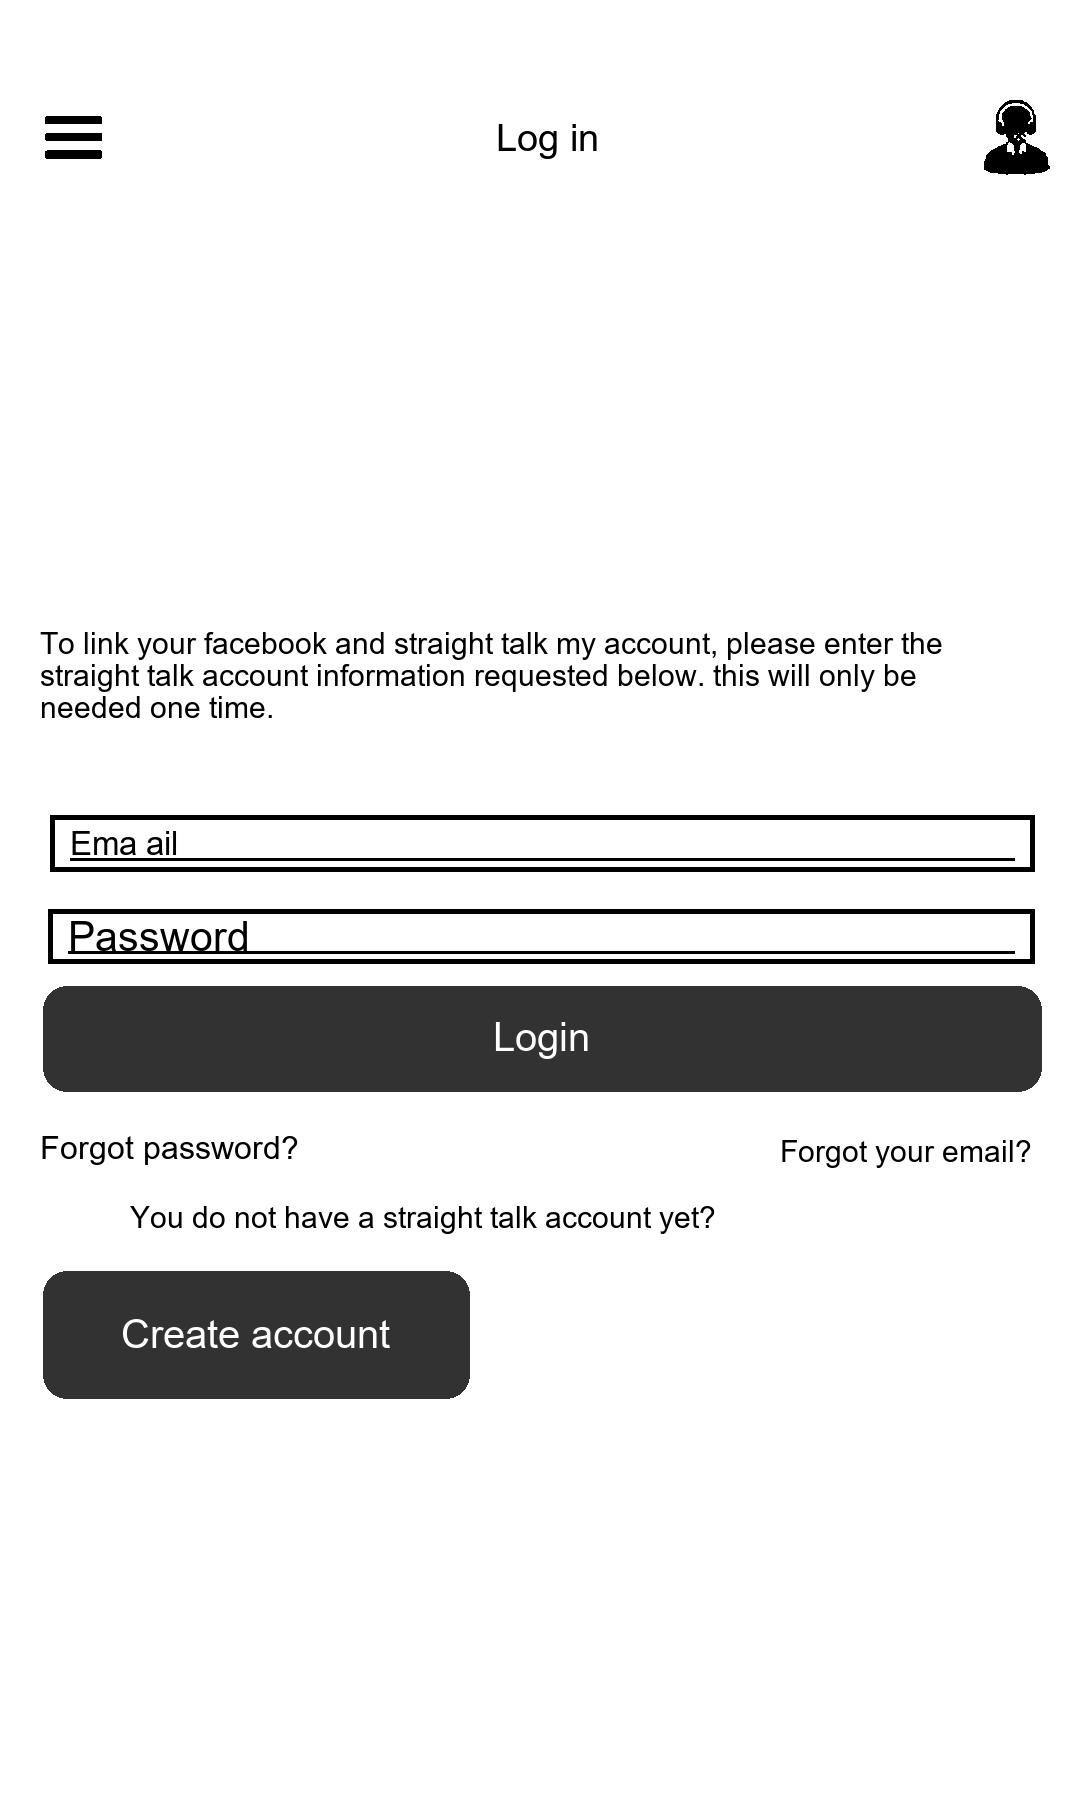 Log in
To link your facebook and straight talk my account, please enter the
straight talk account information requested below. this will only be
needed one time.
Ema ail
Password
Login
Forgot password?
Forgot your email?
You do not have a straight talk account yet?
Create account